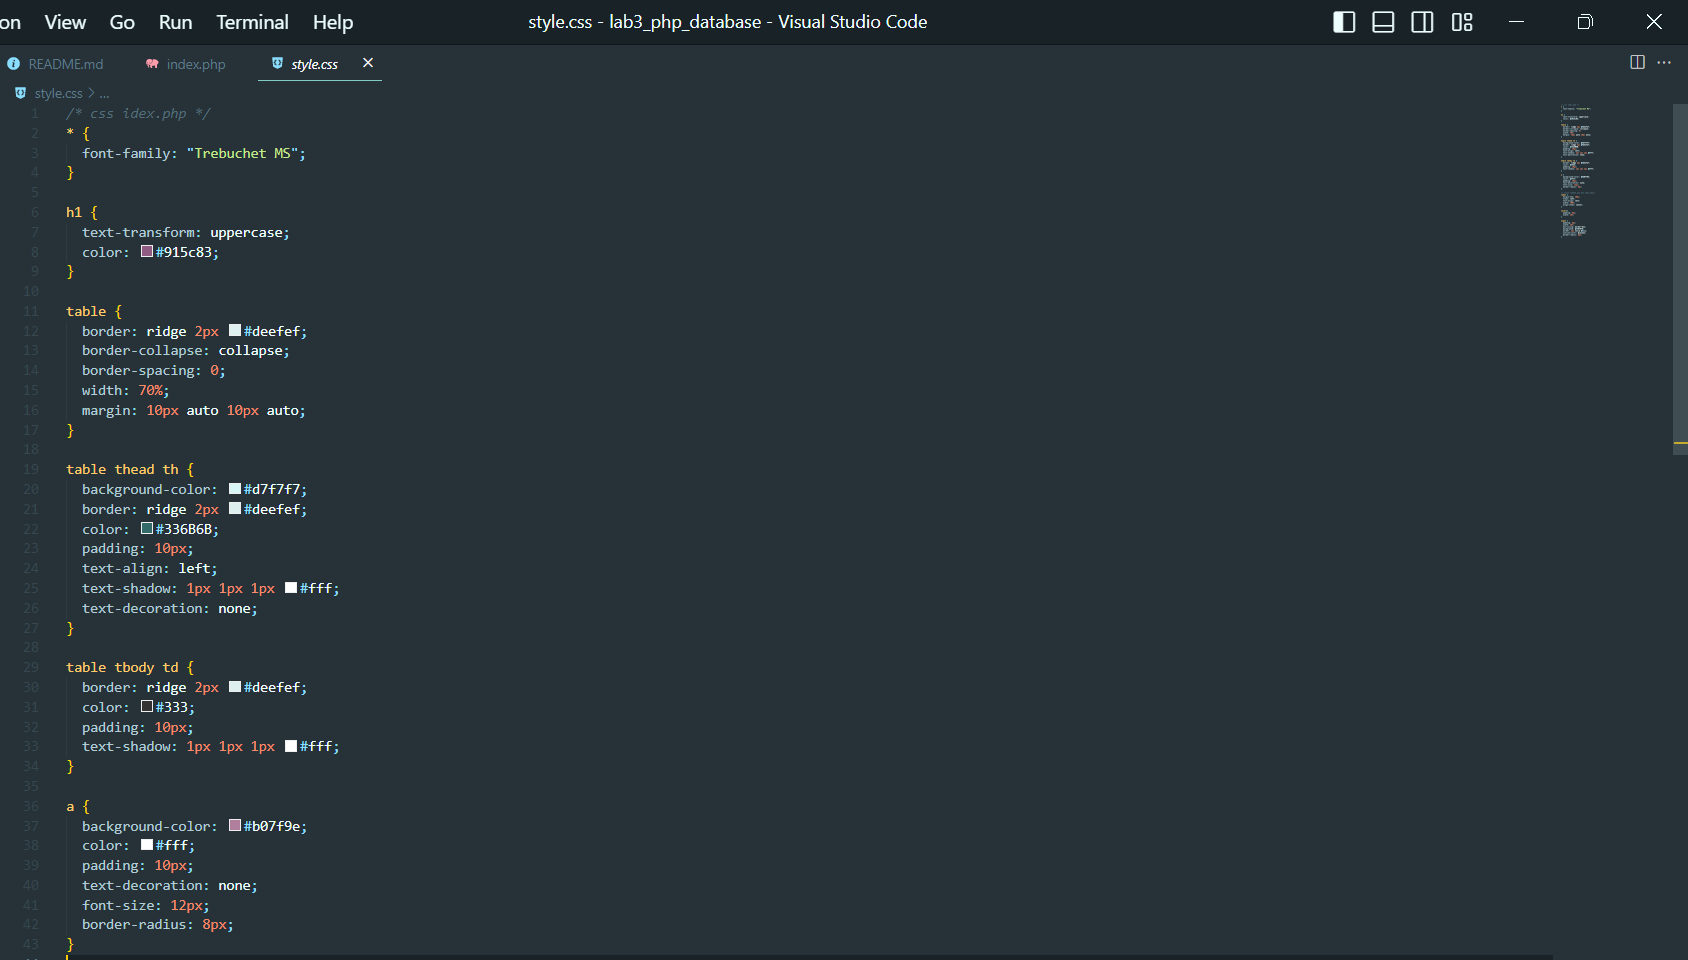 on View Go Run Terminal Help style.css - lab3_php_database - Visual Studio Code
README.md index.php style.css
style.css > ...
1 /* css idex.php */
2 * {
3 font-family: "Trebuchet MS";
4 }
5
6 h1 {
7 text-transform: uppercase;
8 color: #915c83;
9 }
10
11 table {
12 border: ridge 2px #deefef;
13 border-collapse: collapse;
14 border-spacing: 0;
15 width: 70%;
16 margin: 10px auto 10px auto;
17 }
18
19 table thead th {
20 background-color: #d7f7f7;
21 border: ridge 2px #deefef;
22 color: #336B6B;
23 padding: 10px;
24 text-align: left;
25 text-shadow: 1px 1px 1px #fff;
26 text-decoration: none;
27 }
28
29 table tbody td {
30 border: ridge 2px #deefef;
31 color: #333;
32 padding: 10px;
33 text-shadow: 1px 1px 1px #fff;
34 }
35
36 a {
37 background-color: #b07f9e;
38 color: #fff;
39 padding: 10px;
40 text-decoration: none;
41 font-size: 12px;
42 border-radius: 8px;
43 }